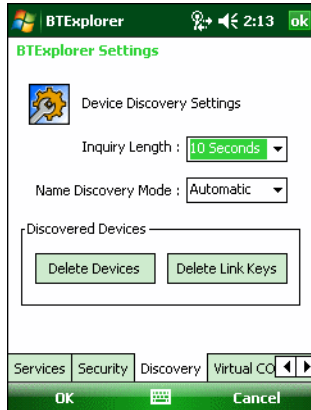 BTExplorer 2:13 ok
BTExplorer Settings
Device Discovery Settings
Inquiry Length : 10 Seconds
Name Discovery Mode : Automatic
Discovered Devices
Delete Devices Delete Link Keys
Services Security Discovery Virtual CO
OK Cancel